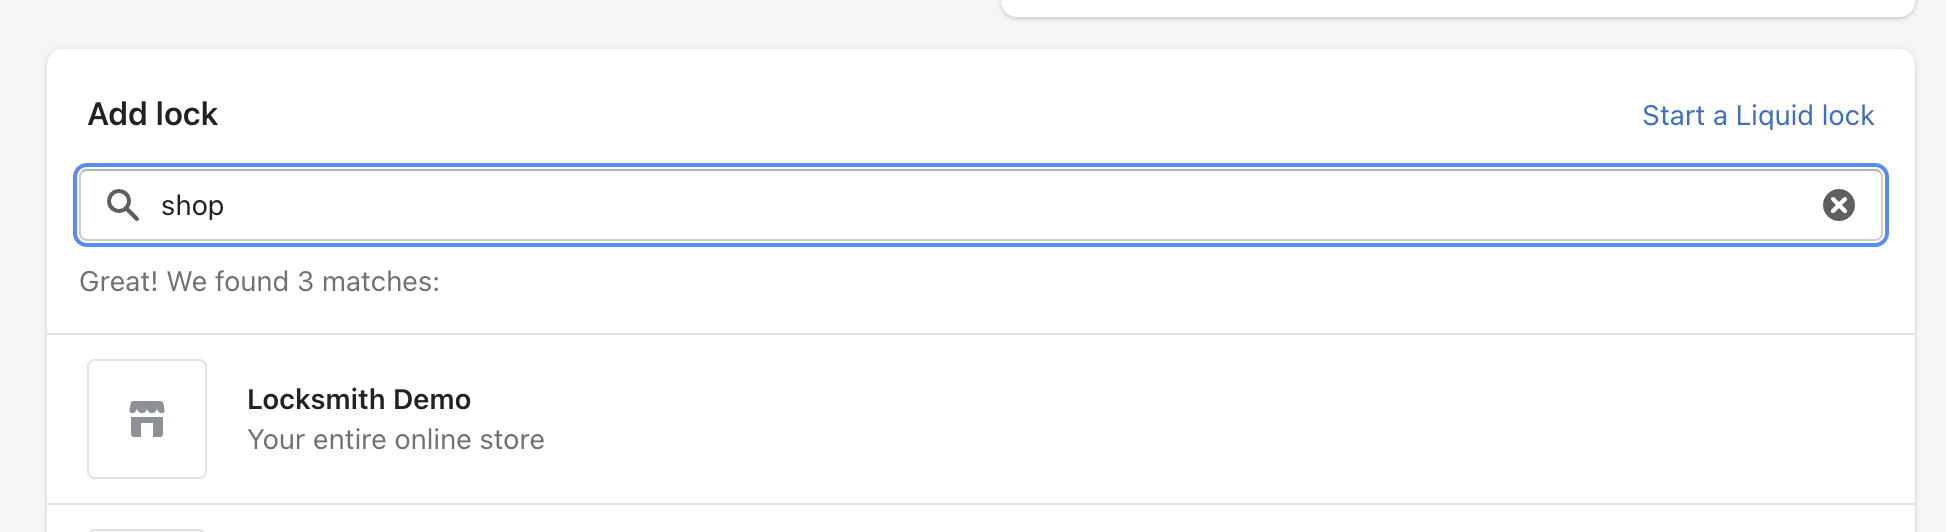 Add lock
Start a Liquid lock
shop
Great! We found 3 matches:
Locksmith Demo
Your entire online store